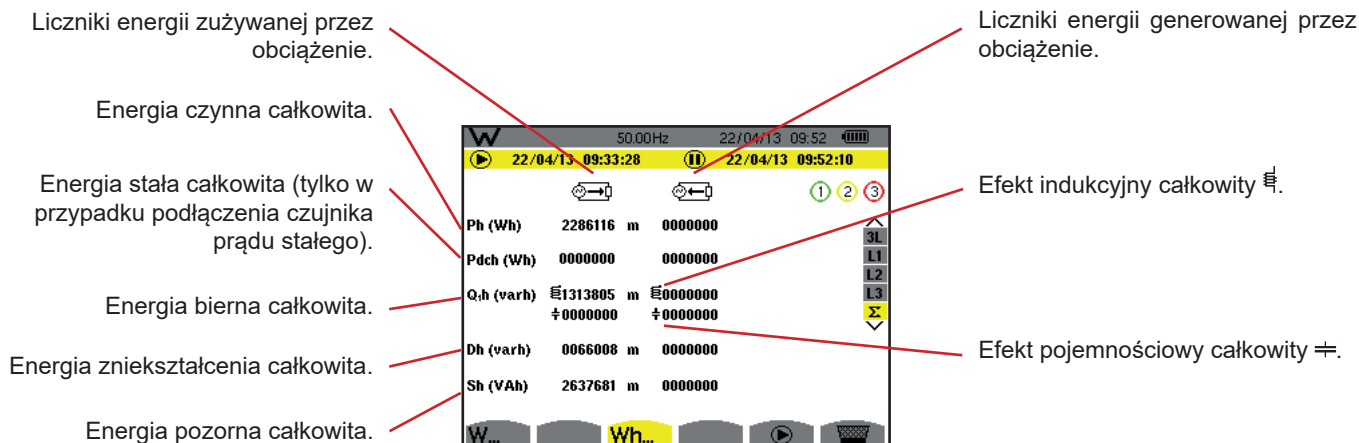 Liczniki energii zużywanej przez
obciążenie.
Energia czynna całkowita.
Energia stała całkowita (tylko w
przypadku podłączenia czujnika
prądu stałego).
Energia bierna całkowita.
Energia zniekształcenia całkowita.
Energia pozorna całkowita.
W 50.00Hz 22/04/13 09:52
22/04/13 09:33:28 22/04/13 09:52:10
1 2 3
Ph (Wh) 2286116 m 0000000
Pdch (Wh) 0000000 0000000
Q₁h (varh) 1313805 m 0000000
0000000 0000000
Dh (varh) 0066008 m 0000000
Sh (VAh) 2637681 m 0000000
3L
L1
L2
L3
Σ
W... Wh...
Liczniki energii generowanej przez
obciążenie.
Efekt indukcyjny całkowity .
Efekt pojemnościowy całkowity .